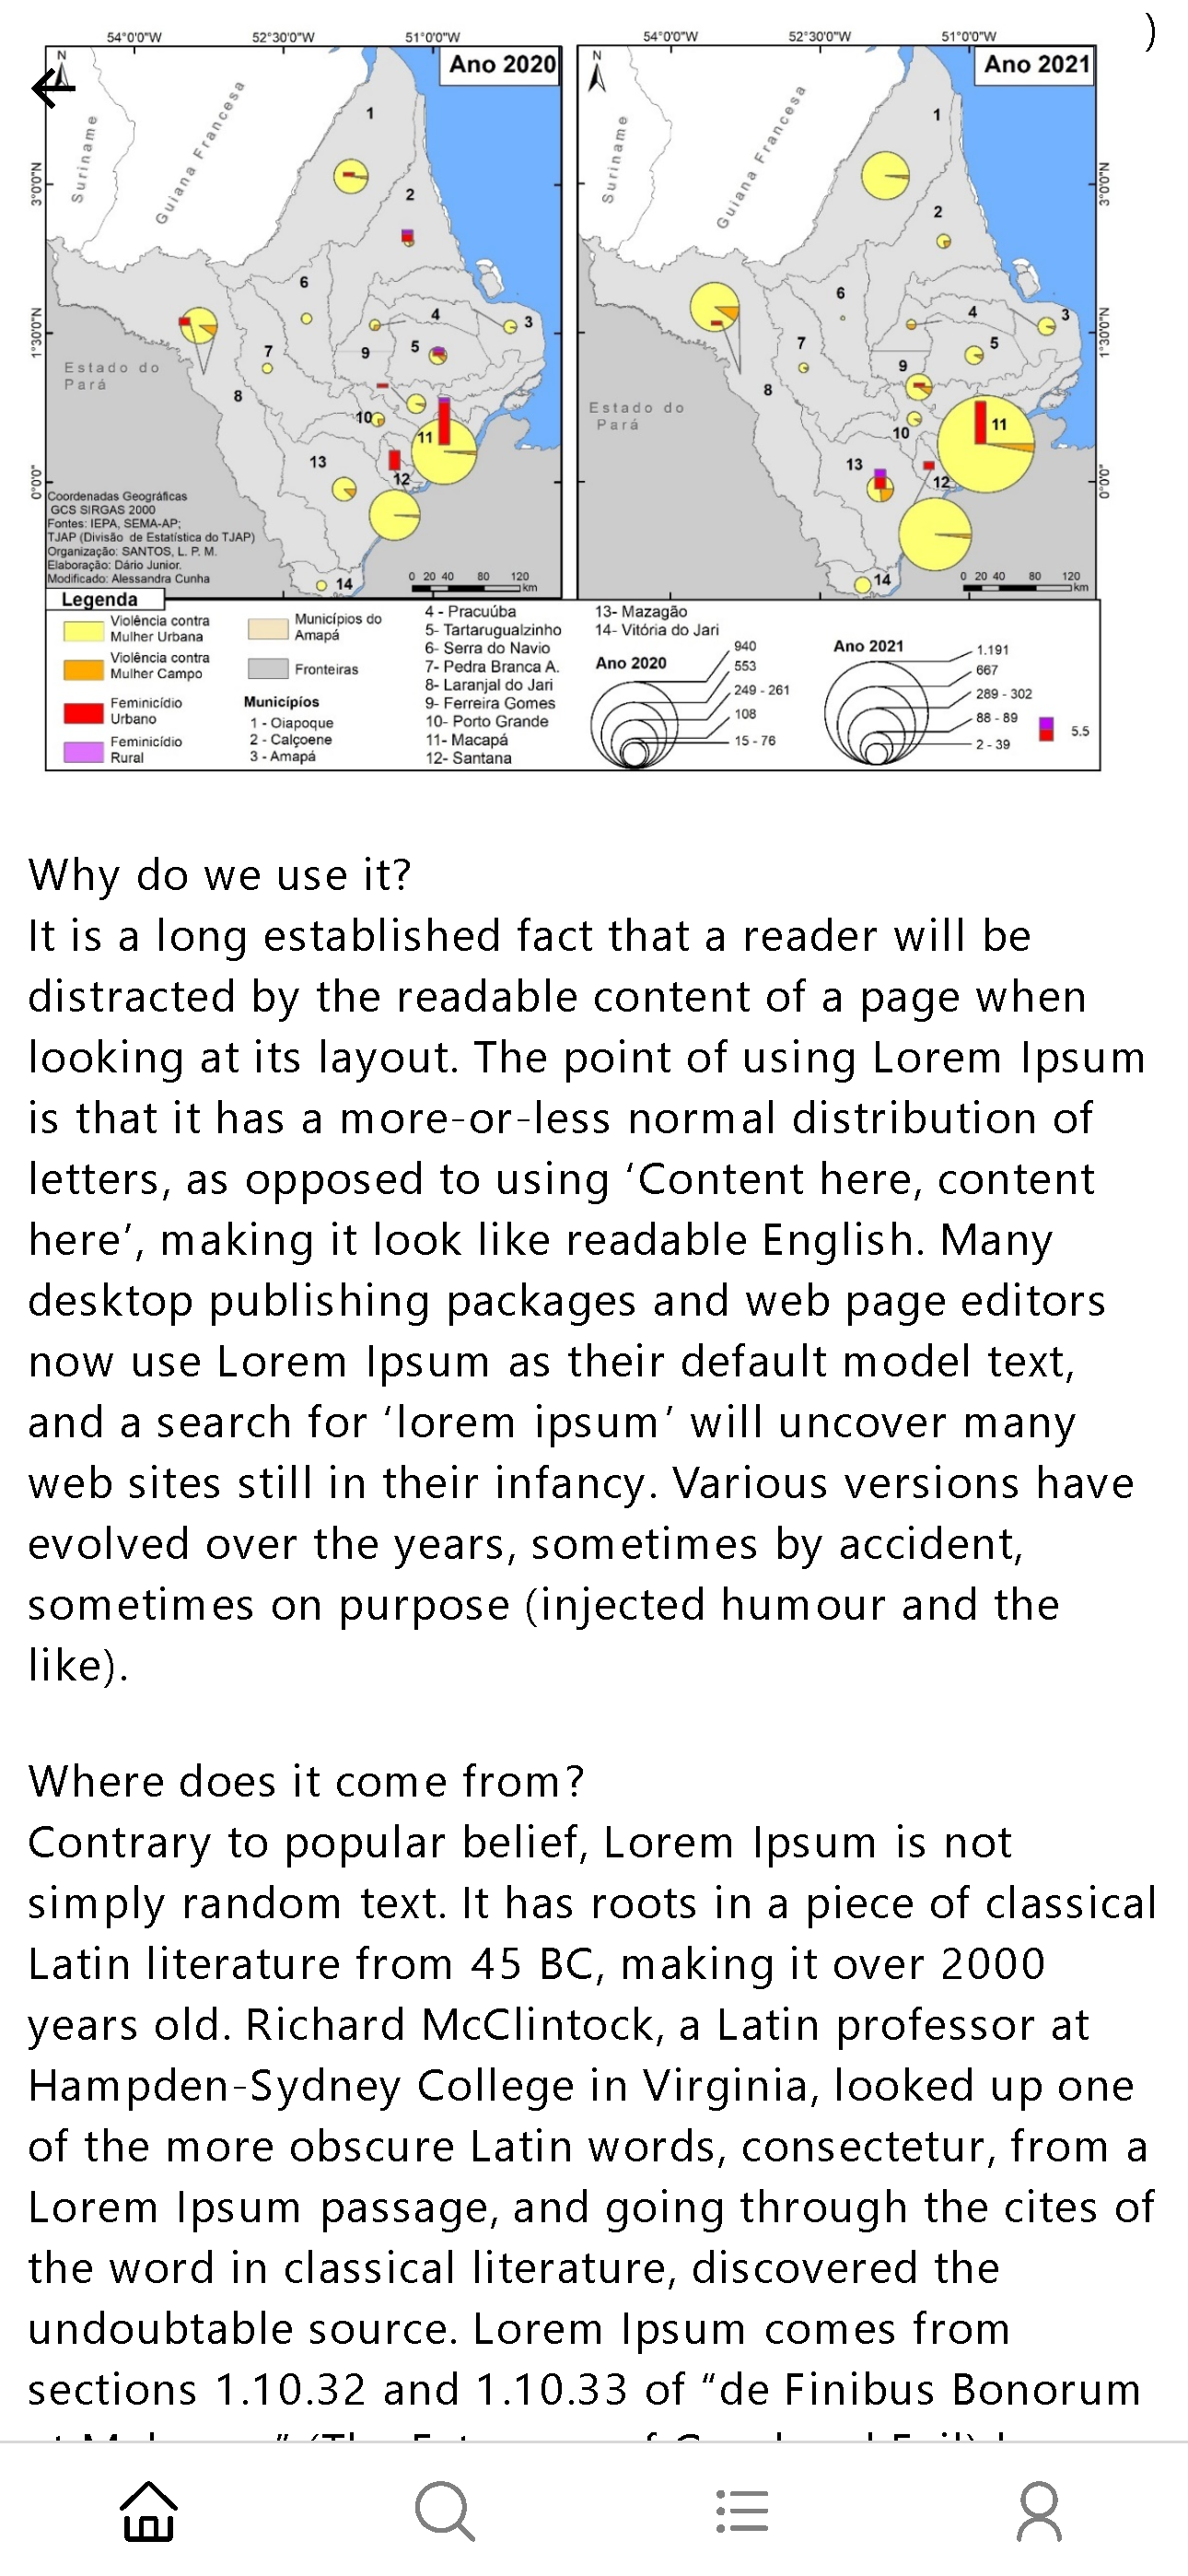 )
54°0'0"W 52°30'0"W 51°0'0"W 54°0'0"W 52°30'0"W 51°0'0"W
N Ano 2020 N Ano 2021
3°0'0"N 1°30'0"N 0°0'0"
Suriname
Guiana Francesa
1
2
3
4
5
6
7
8
9
10
11
12
13
14
Estado do
Pará
Coordenadas Geográficas
GCS SIRGAS 2000
Fontes: IEPA, SEMA-AP;
TJAP (Divisão de Estatística do TJAP)
Organização: SANTOS, L. P. M.
Elaboração: Dário Junior.
Modificado: Alessandra Cunha
0 20 40 80 120
km
Suriname
Guiana Francesa
1
2
3
4
5
6
7
8
9
10
11
12
13
14
Estado do
Pará
0 20 40 80 120
km
3°0'0"N 1°30'0"N 0°0'0"
Legenda
Violência contra
Mulher Urbana
Violência contra
Mulher Campo
Feminicídio
Urbano
Feminicídio
Rural
Municípios do
Amapá
Fronteiras
Municípíos
1 - Oiapoque
2 - Calçoene
3 - Amapá
4 - Pracuúba
5- Tartarugualzinho
6- Serra do Navio
7- Pedra Branca A.
8- Laranjal do Jari
9- Ferreira Gomes
10- Porto Grande
11- Macapá
12- Santana
13- Mazagão
14- Vitória do Jari
Ano 2020
940
553
249 - 261
108
15 - 76
Ano 2021
1.191
667
289 - 302
88 - 89
2 - 39
5.5
Why do we use it?
It is a long established fact that a reader will be
distracted by the readable content of a page when
looking at its layout. The point of using Lorem Ipsum
is that it has a more-or-less normal distribution of
letters, as opposed to using ‘Content here, content
here’, making it look like readable English. Many
desktop publishing packages and web page editors
now use Lorem Ipsum as their default model text,
and a search for ‘lorem ipsum’ will uncover many
web sites still in their infancy. Various versions have
evolved over the years, sometimes by accident,
sometimes on purpose (injected humour and the
like).
Where does it come from?
Contrary to popular belief, Lorem Ipsum is not
simply random text. It has roots in a piece of classical
Latin literature from 45 BC, making it over 2000
years old. Richard McClintock, a Latin professor at
Hampden-Sydney College in Virginia, looked up one
of the more obscure Latin words, consectetur, from a
Lorem Ipsum passage, and going through the cites of
the word in classical literature, discovered the
undoubtable source. Lorem Ipsum comes from
sections 1.10.32 and 1.10.33 of “de Finibus Bonorum